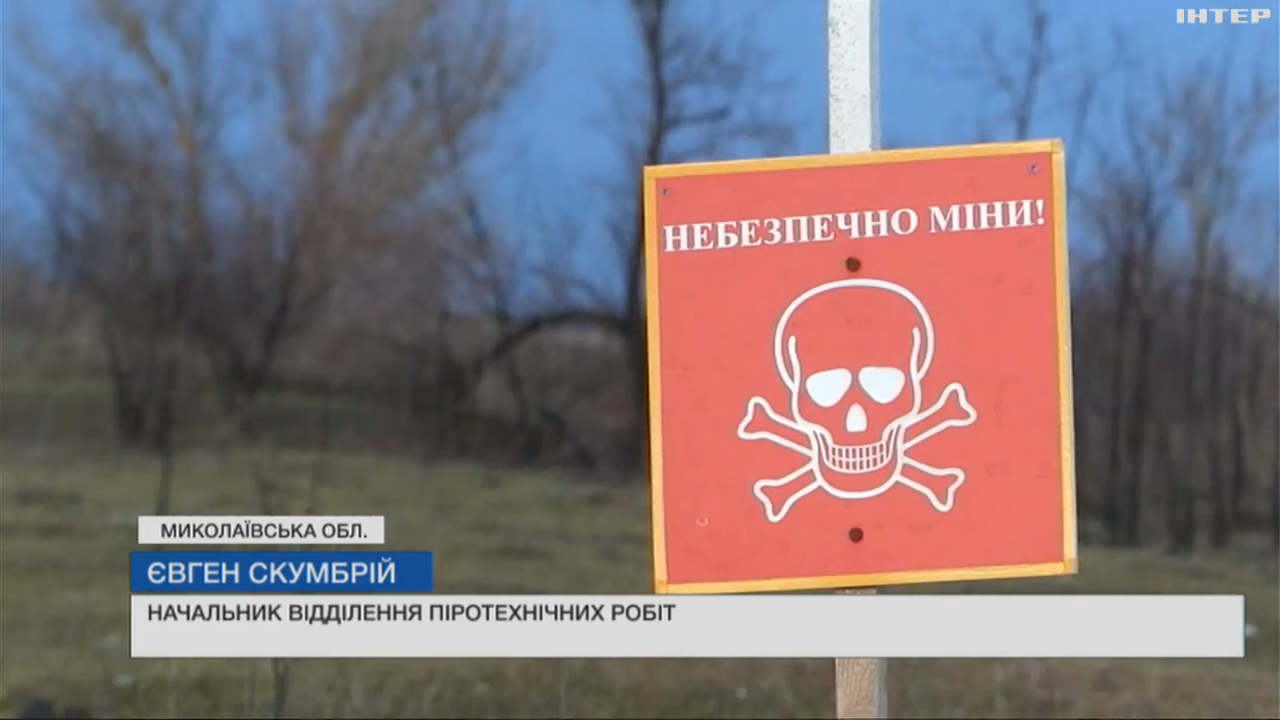 ІНТЕР
НЕБЕЗПЕЧНО МІНИ!
МИКОЛАЇВСЬКА ОБЛ.
ЄВГЕН СКУМБРІЙ
НАЧАЛЬНИК ВІДДІЛЕННЯ ПІРОТЕХНІЧНИХ РОБІТ